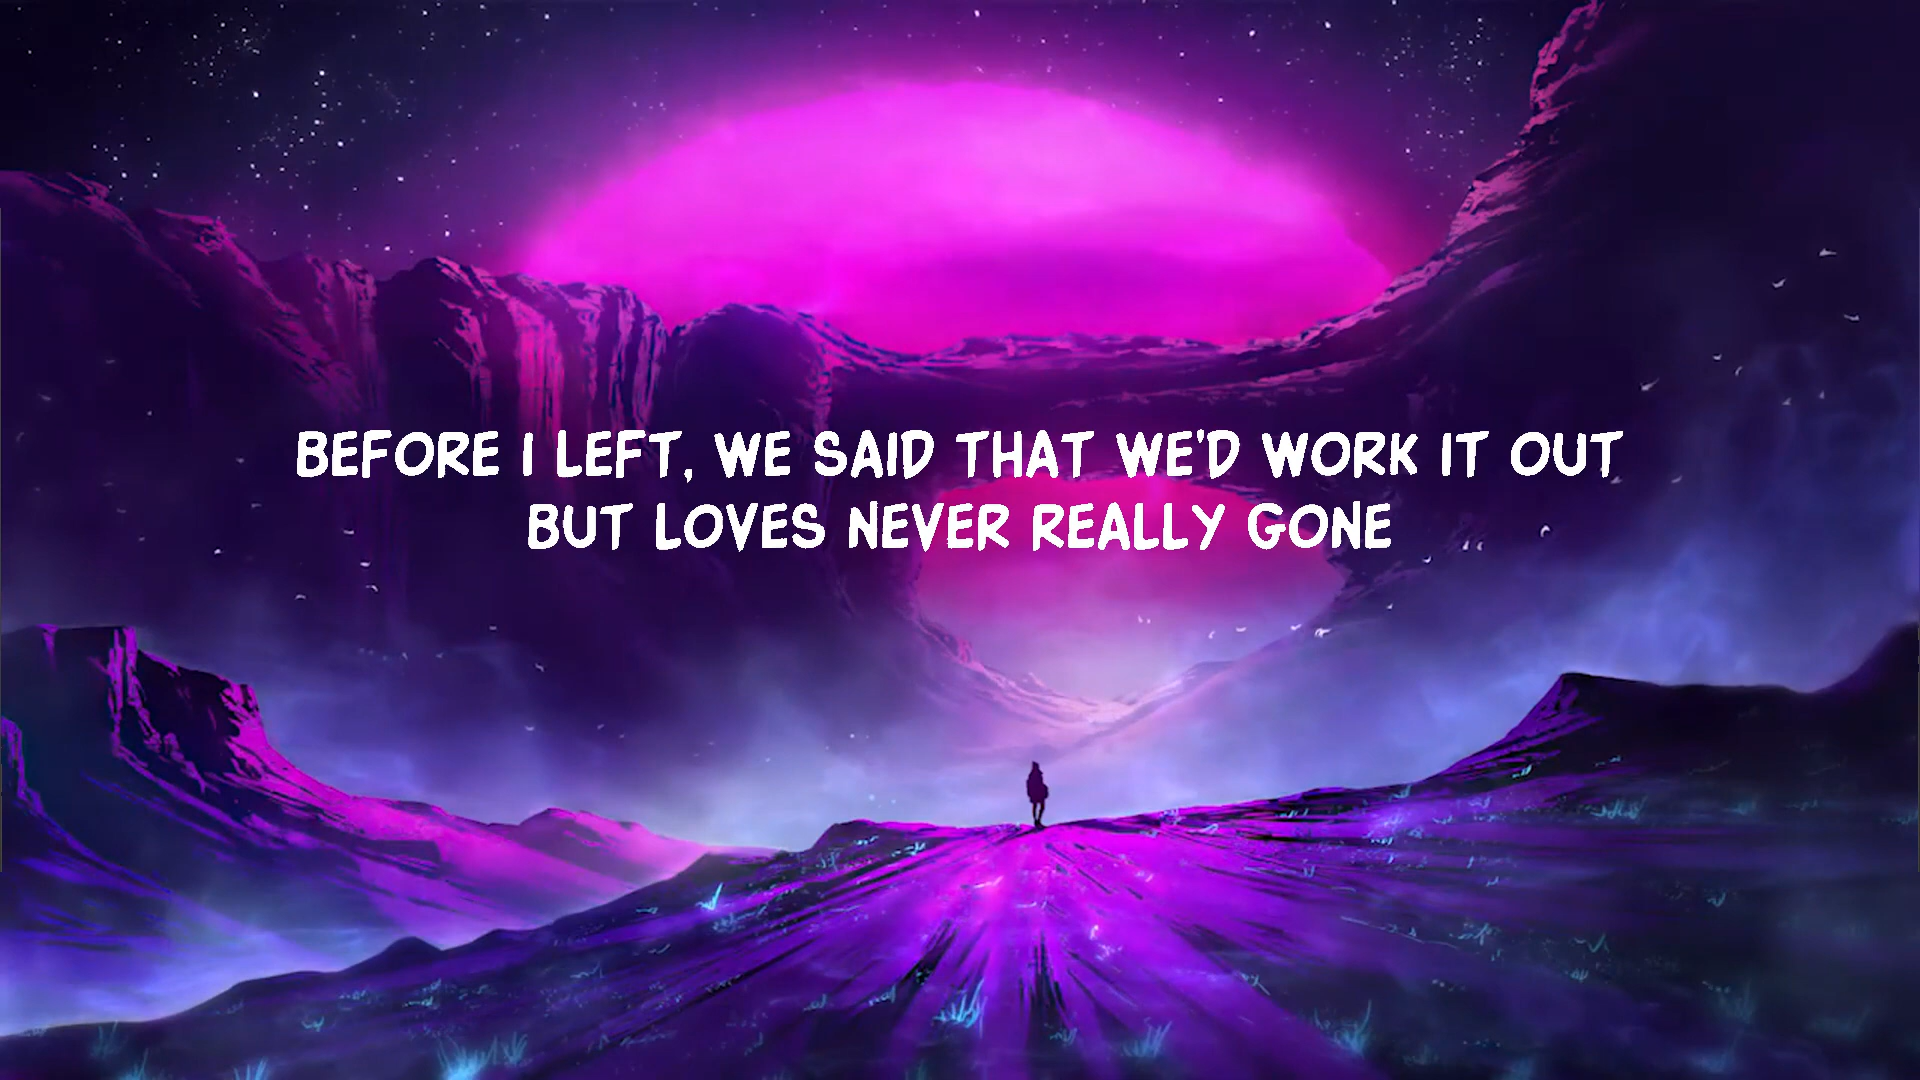 BEFORE I LEFT, WE SAID THAT WE'D WORK IT OUT
BUT LOVES NEVER REALLY GONE